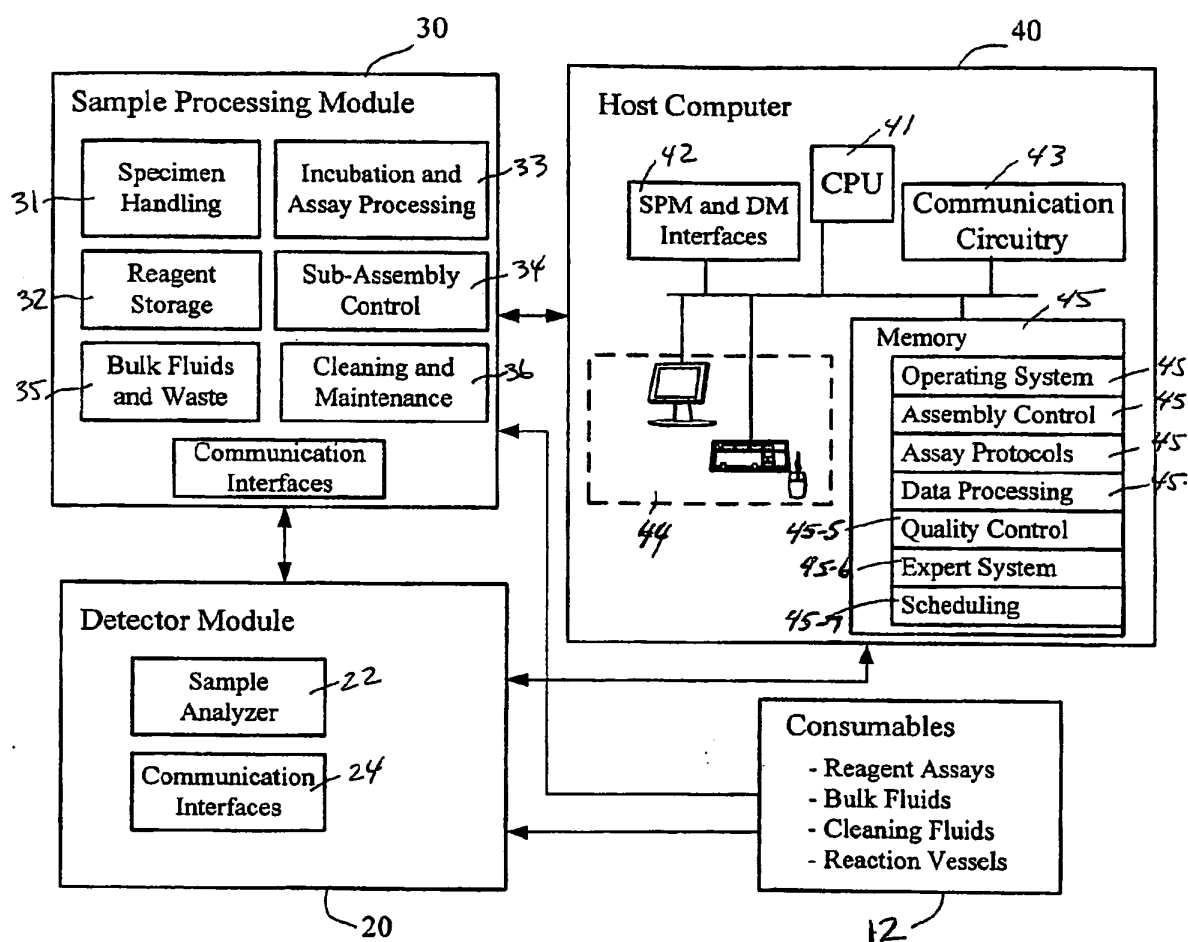 30
Sample Processing Module
31
Specimen
Handling
Incubation and
Assay Processing
33
32
Reagent
Storage
Sub-Assembly
Control
34
35
Bulk Fluids
and Waste
Cleaning and
Maintenance
36
Communication
Interfaces
Detector Module
Sample
Analyzer
22
Communication
Interfaces
24
20
40
Host Computer
42
SPM and DM
Interfaces
41
CPU
43
Communication
Circuitry
44
45
Memory
Operating System
45
Assembly Control
45
Assay Protocols
45
Data Processing
45-
45-5
Quality Control
45-6
Expert System
45-7
Scheduling
Consumables
- Reagent Assays
- Bulk Fluids
- Cleaning Fluids
- Reaction Vessels
12